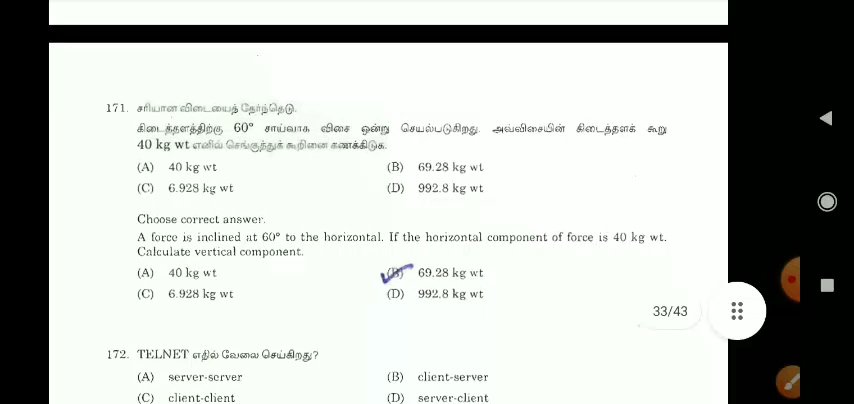 171. சரியான விடையைத் தேர்ந்தெடு.
கிடைத்தளத்திற்கு 60° சாய்வாக விசை ஒன்று செயல்படுகிறது. அவ்விசையின் கிடைத்தளக் கூறு
40 kg wt எனில் செங்குத்துக் கூறினை கணக்கிடுக.
(A) 40 kg wt (B) 69.28 kg wt
(C) 6.928 kg wt (D) 992.8 kg wt
Choose correct answer.
A force is inclined at 60° to the horizontal. If the horizontal component of force is 40 kg wt.
Calculate vertical component.
(A) 40 kg wt (B) 69.28 kg wt
(C) 6.928 kg wt (D) 992.8 kg wt
33/43
172. TELNET எதில் வேலை செய்கிறது?
(A) server-server (B) client-server
(C) client-client (D) server-client